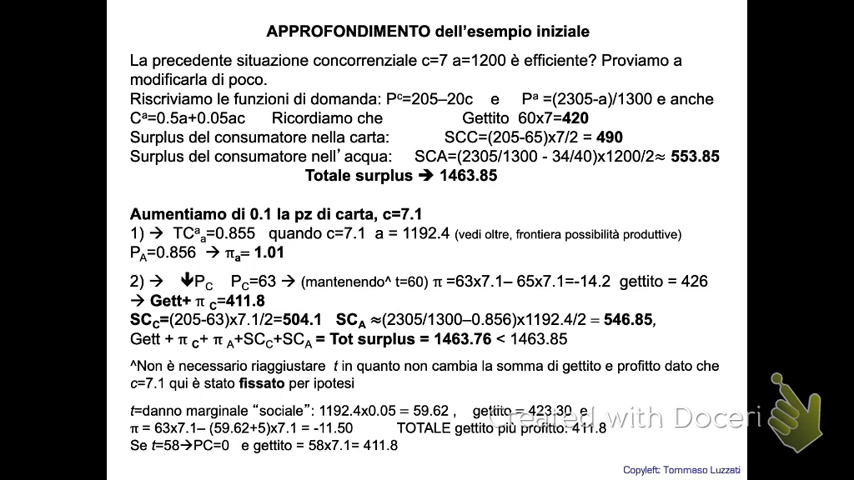 APPROFONDIMENTO dell'esempio iniziale
La precedente situazione concorrenziale c=7 a=1200 è efficiente? Proviamo a
modificarla di poco.
Riscriviamo le funzioni di domanda: Pᶜ=205–20c e Pᵃ =(2305-a)/1300 e anche
Cᵃ=0.5a+0.05ac Ricordiamo che Gettito 60x7=420
Surplus del consumatore nella carta: SCC=(205-65)x7/2 = 490
Surplus del consumatore nell'acqua: SCA=(2305/1300 - 34/40)x1200/2≈ 553.85
Totale surplus ➔ 1463.85
Aumentiamo di 0.1 la pz di carta, c=7.1
1) → TCᵃₐ=0.855 quando c=7.1 a = 1192.4 (vedi oltre, frontiera possibilità produttive)
P_A=0.856 → πₐ= 1.01
2) → 🡇P_C P_C=63 → (mantenendo^ t=60) π =63x7.1– 65x7.1=-14.2 gettito = 426
→ Gett+ π _C=411.8
SC_C=(205-63)x7.1/2=504.1 SC_A ≈(2305/1300–0.856)x1192.4/2 = 546.85,
Gett + π _C+ π _A+SC_C+SC_A = Tot surplus = 1463.76 < 1463.85
^Non è necessario riaggiustare t in quanto non cambia la somma di gettito e profitto dato che
c=7.1 qui è stato fissato per ipotesi
t=danno marginale "sociale": 1192.4x0.05 = 59.62 , gettito = 423.30 e
π = 63x7.1– (59.62+5)x7.1 = -11.50 TOTALE gettito più profitto: 411.8
Se t=58→PC=0 e gettito = 58x7.1= 411.8
Created with Doceri
Copyleft: Tommaso Luzzati